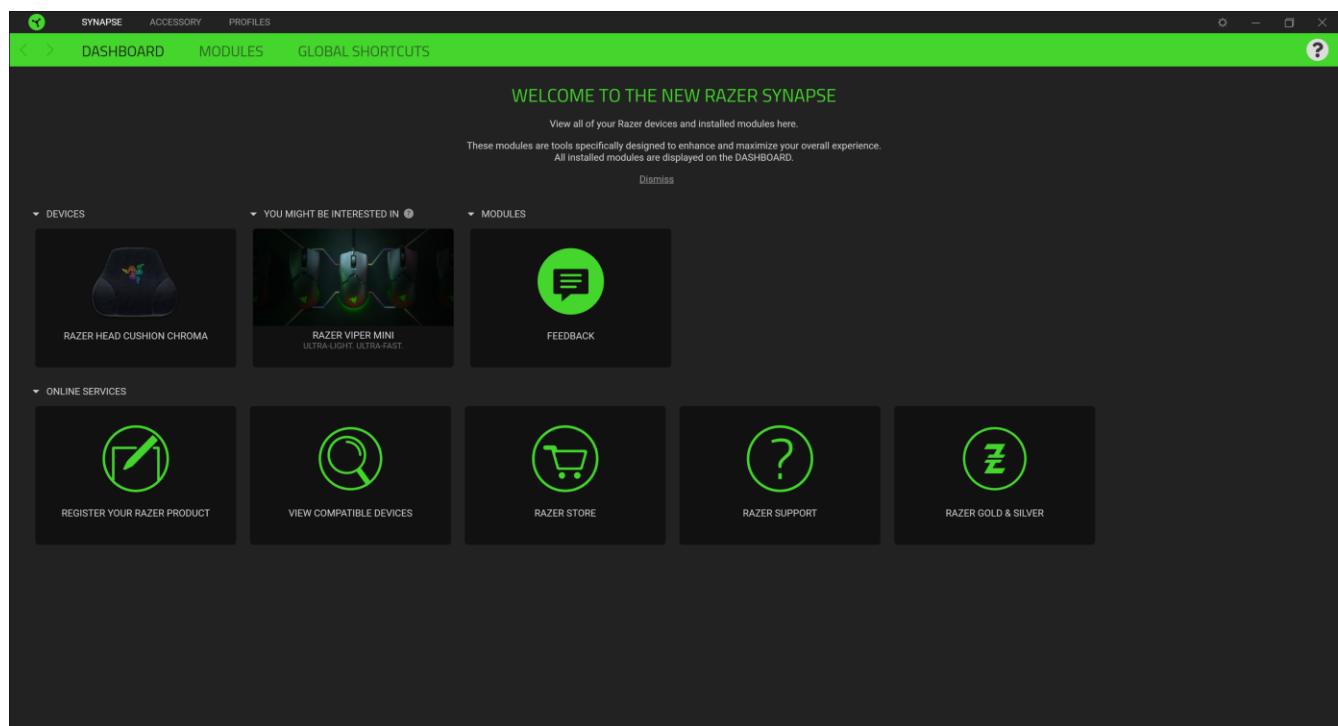 SYNAPSE ACCESSORY PROFILES
DASHBOARD MODULES GLOBAL SHORTCUTS
?
WELCOME TO THE NEW RAZER SYNAPSE
View all of your Razer devices and installed modules here.
These modules are tools specifically designed to enhance and maximize your overall experience.
All installed modules are displayed on the DASHBOARD.
Dismiss
DEVICES
YOU MIGHT BE INTERESTED IN ?
MODULES
RAZER HEAD CUSHION CHROMA
RAZER VIPER MINI
ULTRA-LIGHT. ULTRA-FAST.
FEEDBACK
ONLINE SERVICES
REGISTER YOUR RAZER PRODUCT
VIEW COMPATIBLE DEVICES
RAZER STORE
?
RAZER SUPPORT
RAZER GOLD & SILVER